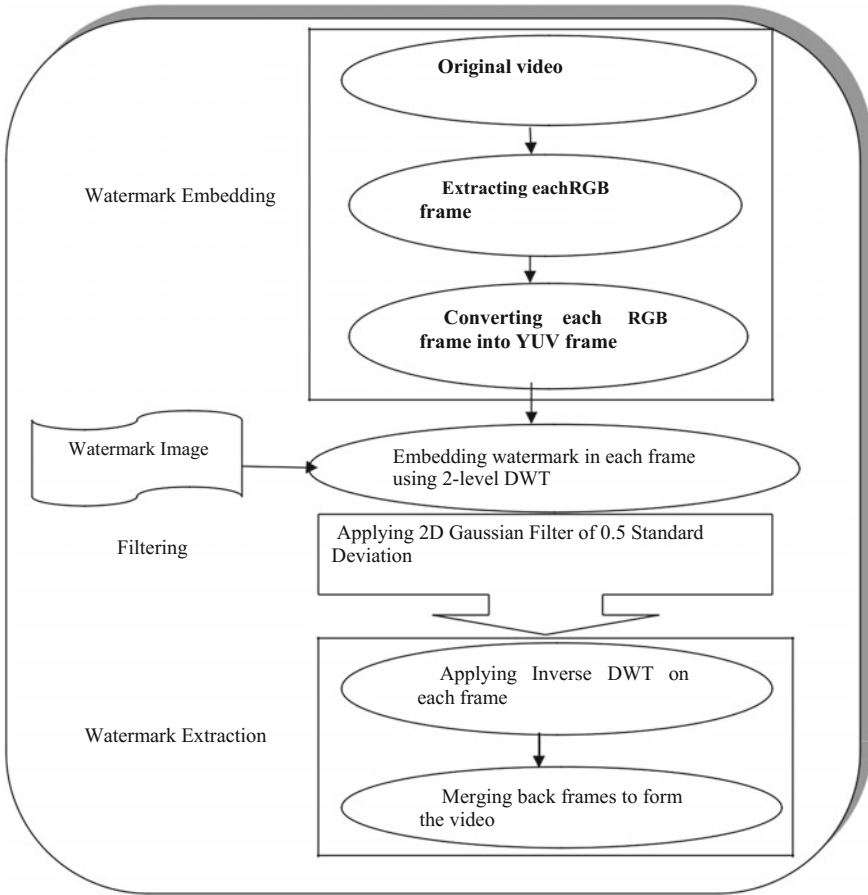 Original video
Extracting eachRGB
frame
Watermark Embedding
Converting each RGB
frame into YUV frame
Watermark Image
Embedding watermark in each frame
using 2-level DWT
Applying 2D Gaussian Filter of 0.5 Standard
Deviation
Filtering
Applying Inverse DWT on
each frame
Watermark Extraction
Merging back frames to form
the video